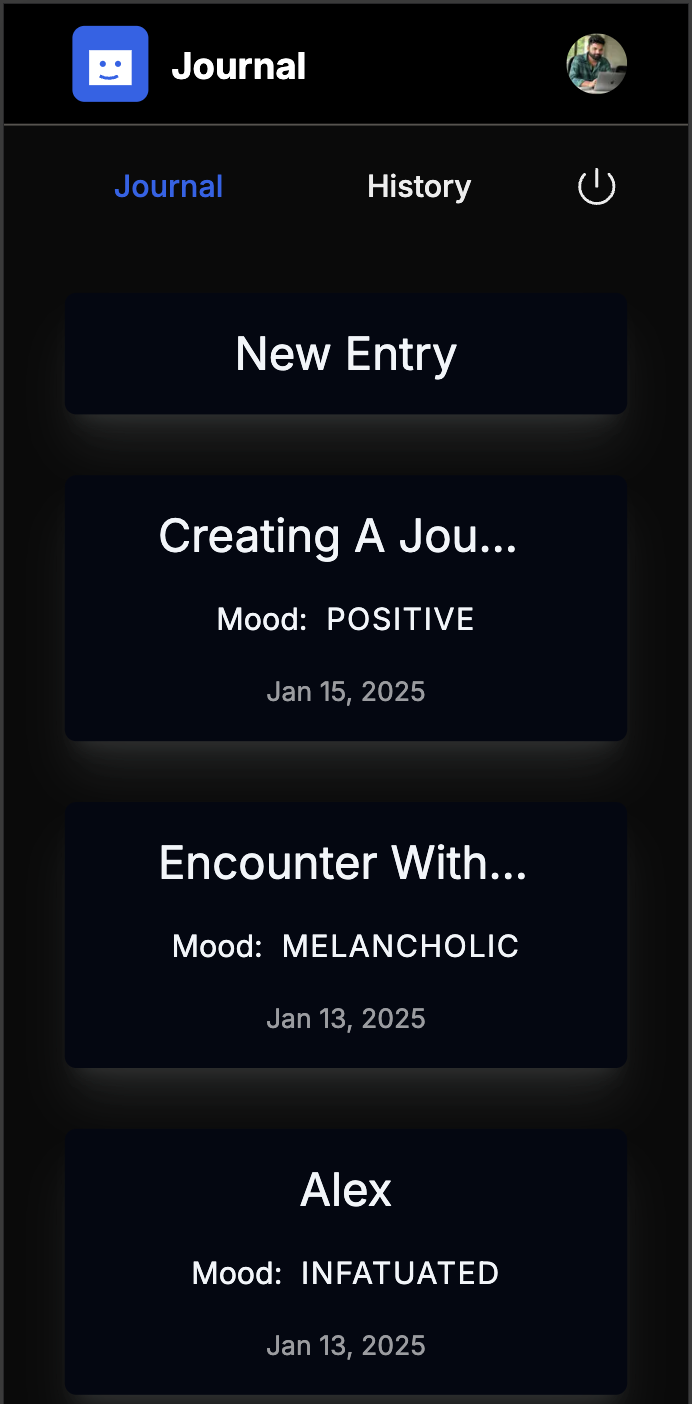 Journal
Journal History
New Entry
Creating A Jou...
Mood: POSITIVE
Jan 15, 2025
Encounter With...
Mood: MELANCHOLIC
Jan 13, 2025
Alex
Mood: INFATUATED
Jan 13, 2025